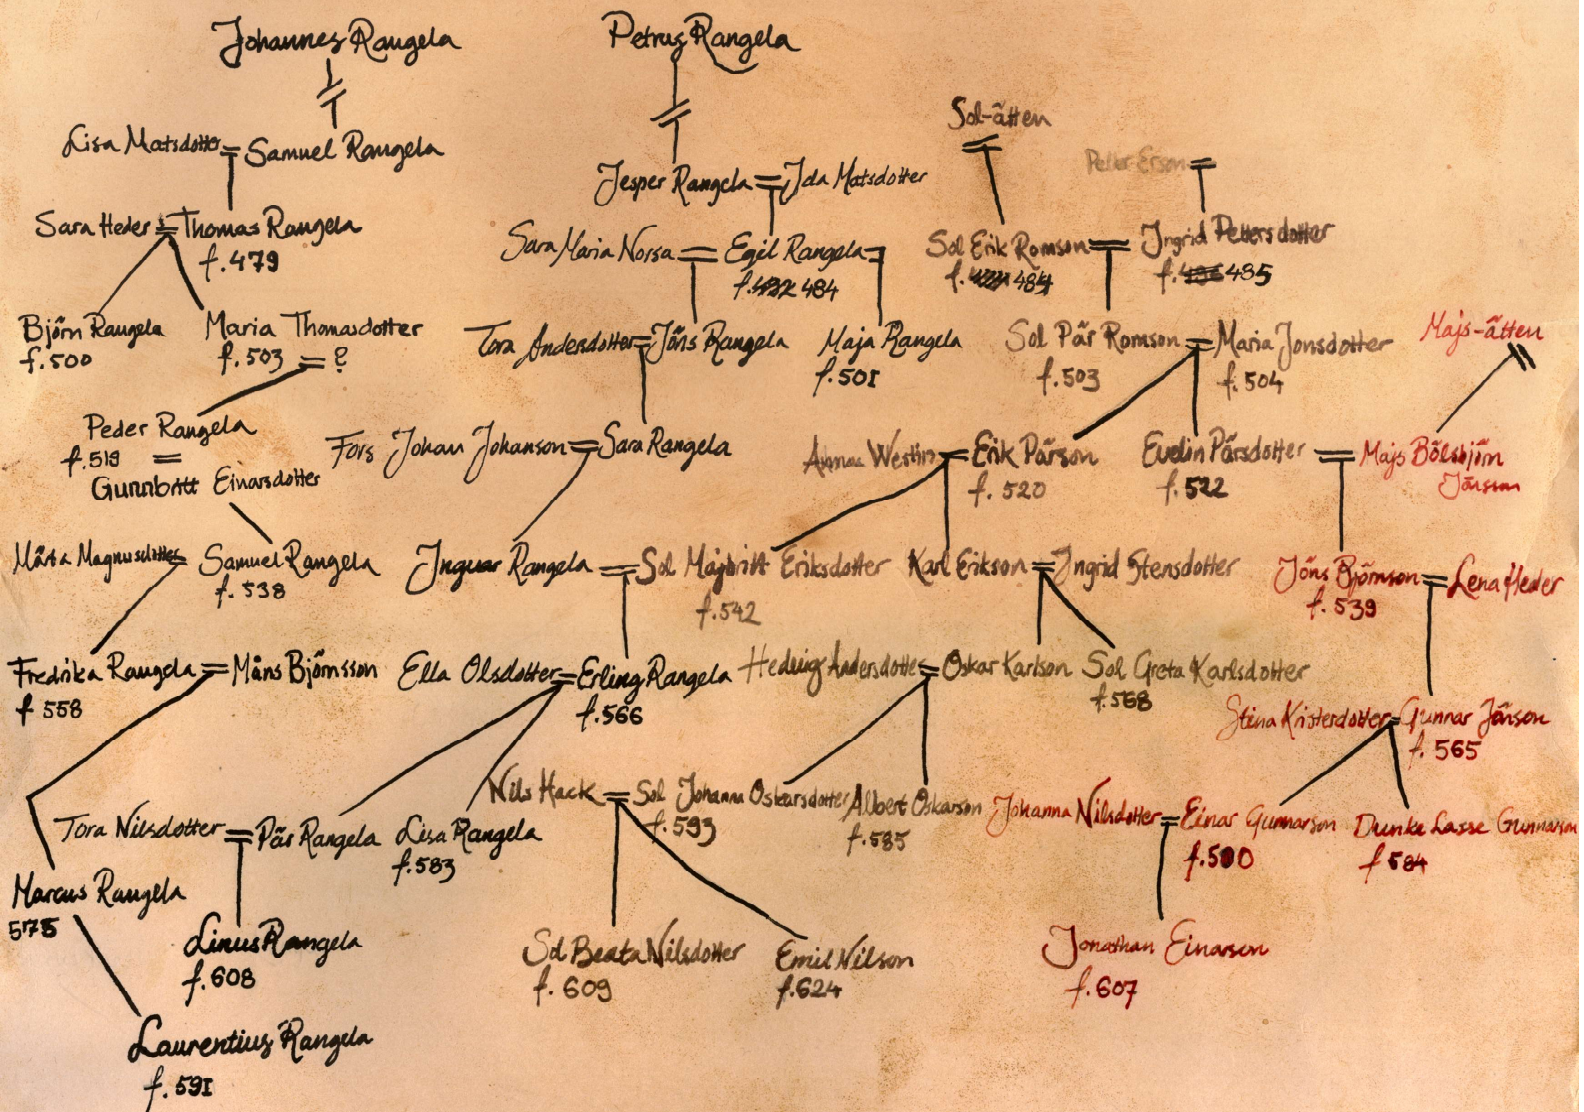 Johannes Rangela
Petrus Rangela
Sol-ätten
Lisa Matsdotter = Samuel Rangela
Petter Erson =
Jesper Rangela = Ida Matsdotter
Sara Heder = Thomas Rangela
f. 479
Sara Maria Norsa = Egil Rangela =
f. 484
Sol Erik Romson = Ingrid Pettersdotter
f. 484
f. 485
Björn Rangela
f. 500
Maria Thomasdotter
f. 503 = ?
Tora Andersdotter = Jöns Rangela
Maja Rangela
f. 501
Sol Pär Romson = Maria Jonsdotter
f. 503
f. 504
Majs-ätten
Peder Rangela
f. 519 =
Gunnbritt Einarsdotter
Fors Johan Johanson = Sara Rangela
Westin = Erik Pärson
f. 520
Evelin Pärsdotter = Majs Bölsbjörn
f. 522
Jönsson
Märta Magnusdotter = Samuel Rangela
f. 538
Inguar Rangela = Sol Majbritt Eriksdotter
f. 542
Karl Erikson = Ingrid Stensdotter
Jöns Björnson = Lena Heder
f. 539
Fredrika Rangela = Måns Björnsson
f 558
Ella Olsdotter = Erling Rangela
f. 566
Hedvig Andersdotter = Oskar Karlson
Sol Greta Karlsdotter
f. 568
Stina Kristerdotter = Gunnar Jönson
f. 565
Nils Hack = Sol Johanna Oskarsdotter
f. 593
Albert Oskarson
f. 585
Johanna Nilsdotter = Einar Gunnarson
Dunke Lasse Gunnarson
f 584
Tora Nilsdotter = Pär Rangela
Lisa Rangela
f. 583
Marcus Rangela
Linus Rangela
f. 608
Sol Beata Nilsdotter
f. 609
Emil Nilson
f. 624
Jonathan Einarson
f. 607
Laurentius Rangela
f. 591